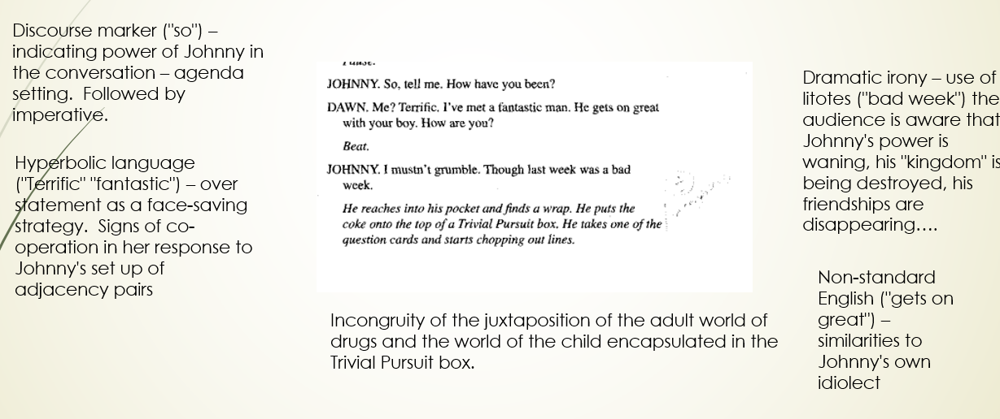 Discourse marker ("so") –
indicating power of Johnny in
the conversation – agenda
setting.  Followed by
imperative.
Hyperbolic language
("Terrific" "fantastic") – over
statement as a face-saving
strategy.  Signs of co-
operation in her response to
Johnny's set up of
adjacency pairs
JOHNNY. So, tell me. How have you been?
DAWN. Me? Terrific. I've met a fantastic man. He gets on great
with your boy. How are you?
Beat.
JOHNNY. I mustn't grumble. Though last week was a bad
week.
He reaches into his pocket and finds a wrap. He puts the
coke onto the top of a Trivial Pursuit box. He takes one of the
question cards and starts chopping out lines.
Incongruity of the juxtaposition of the adult world of
drugs and the world of the child encapsulated in the
Trivial Pursuit box.
Dramatic irony – use of
litotes ("bad week") the
audience is aware that
Johnny's power is
waning, his "kingdom" is
being destroyed, his
friendships are
disappearing….
Non-standard
English ("gets on
great") –
similarities to
Johnny's own
idiolect